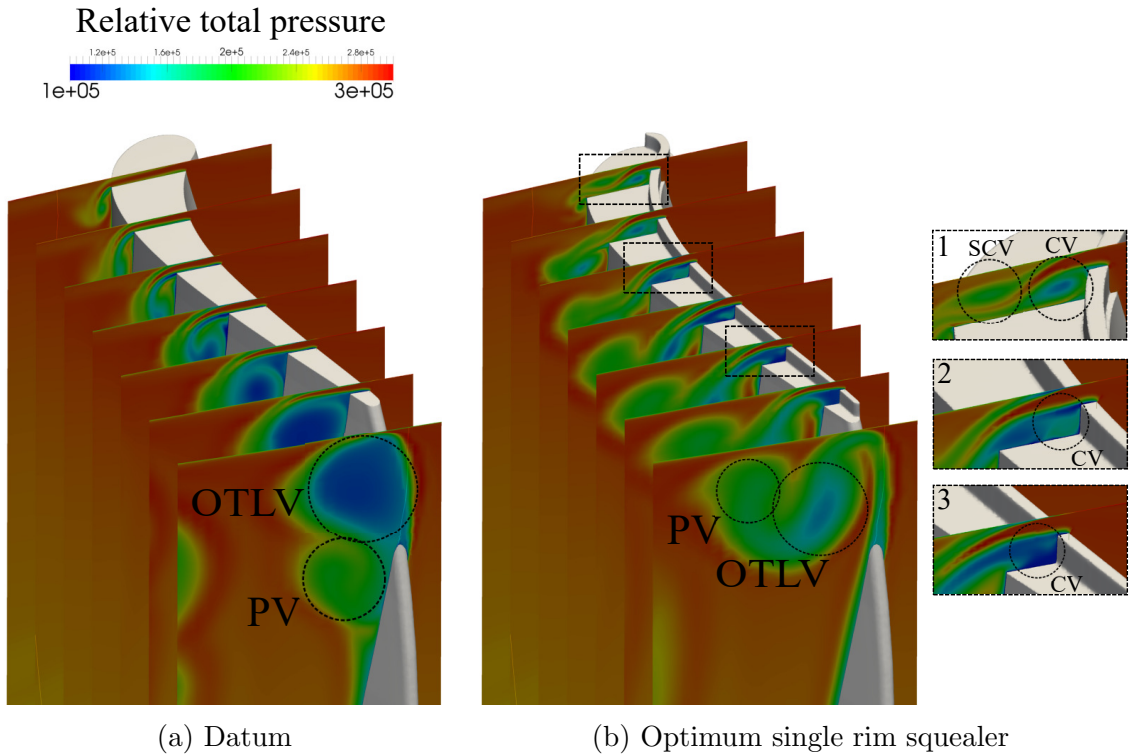 Relative total pressure
1.2e+5 1.6e+5 2e+5 2.4e+5 2.8e+5
1e+05 3e+05
OTLV
PV
PV
OTLV
1 SCV CV
2
CV
3
CV
(a) Datum
(b) Optimum single rim squealer